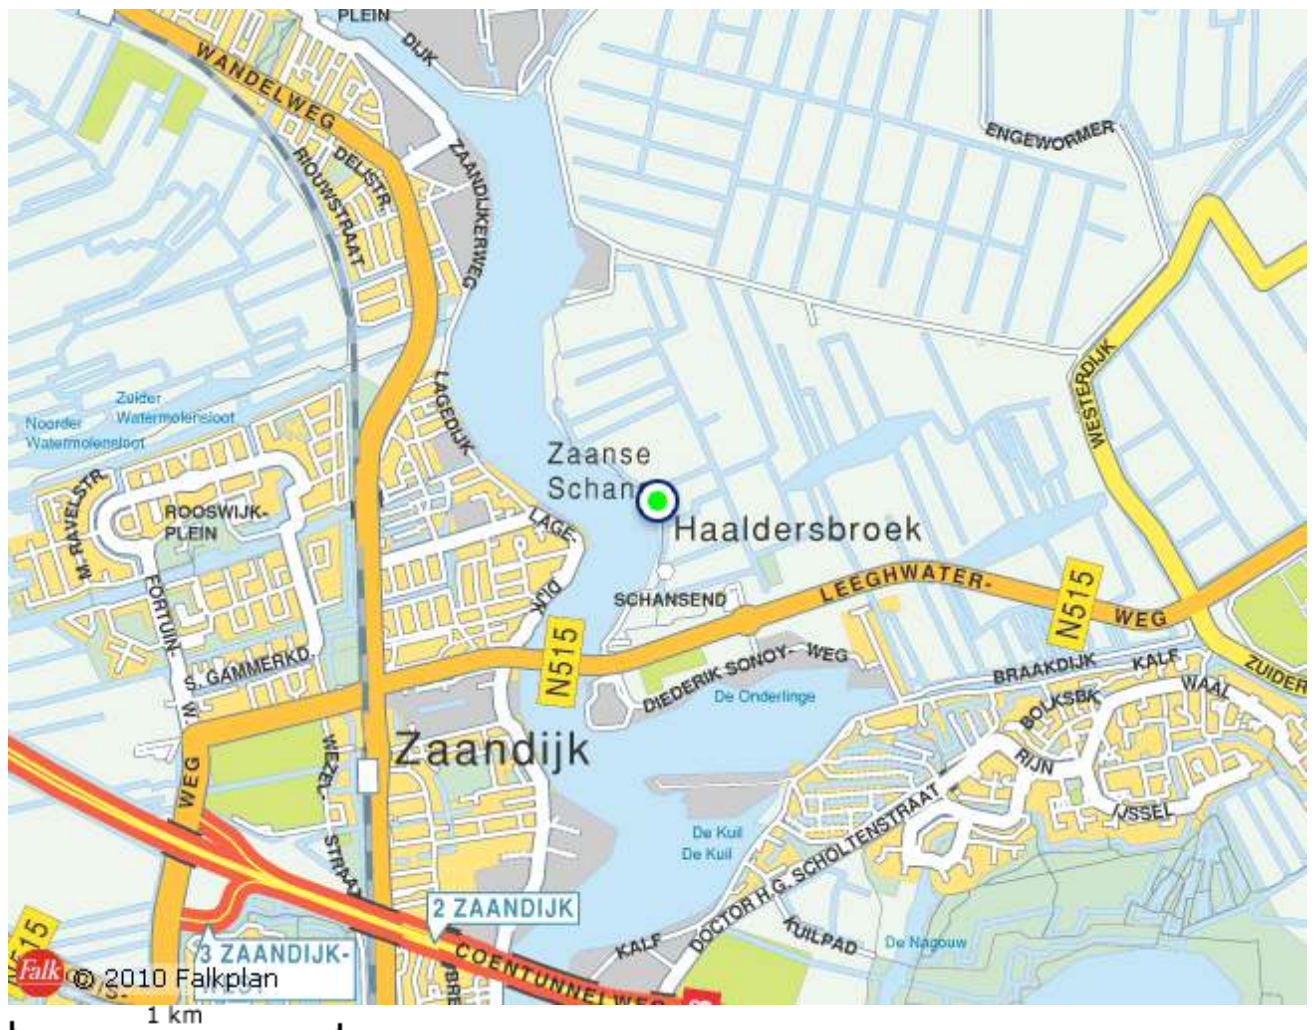 PLEIN
DIJK
WANDELWEG
ENGEWORMER
DELISTR.
RIOUWSTRAAT
ZAANDIJKERWEG
WESTERDIJK
LAGEDIJK
Zuider
Watermolensloot
Noorder
Watermolensloot
Zaanse
Schans
M. RAVELSTR.
ROOSWIJK-
PLEIN
LAGE-
DIJK
Haaldersbroek
FORTUIN-
WEG
SCHANSEND
LEEGHWATER-
WEG
N515
N515
S. GAMMERKD.
W.
DIEDERIK SONOY-
WEG
De Onderlinge
BRAAKDIJK
KALF
ZUIDER
BOLKSBK
WAAL
RIJN
IJSSEL
Zaandijk
WEZEL-
STRAAT
De Kuil
De Kuil
DOCTOR H.G. SCHOLTENSTRAAT
2 ZAANDIJK
KALF
KUILPAD
De Nagouw
COENTUNNELWEG
3 ZAANDIJK-
WEST
Falk
© 2010 Falkplan
1 km